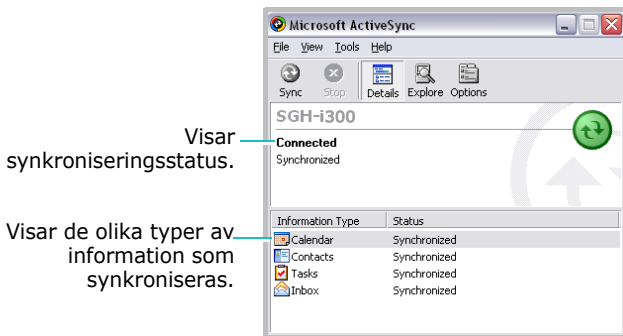 Microsoft ActiveSync
File View Tools Help
Sync Stop Details Explore Options
SGH-i300
Connected
Synchronized
Visar
synkroniseringsstatus.
Information Type Status
Calendar Synchronized
Contacts Synchronized
Tasks Synchronized
Inbox Synchronized
Visar de olika typer av
information som
synkroniseras.